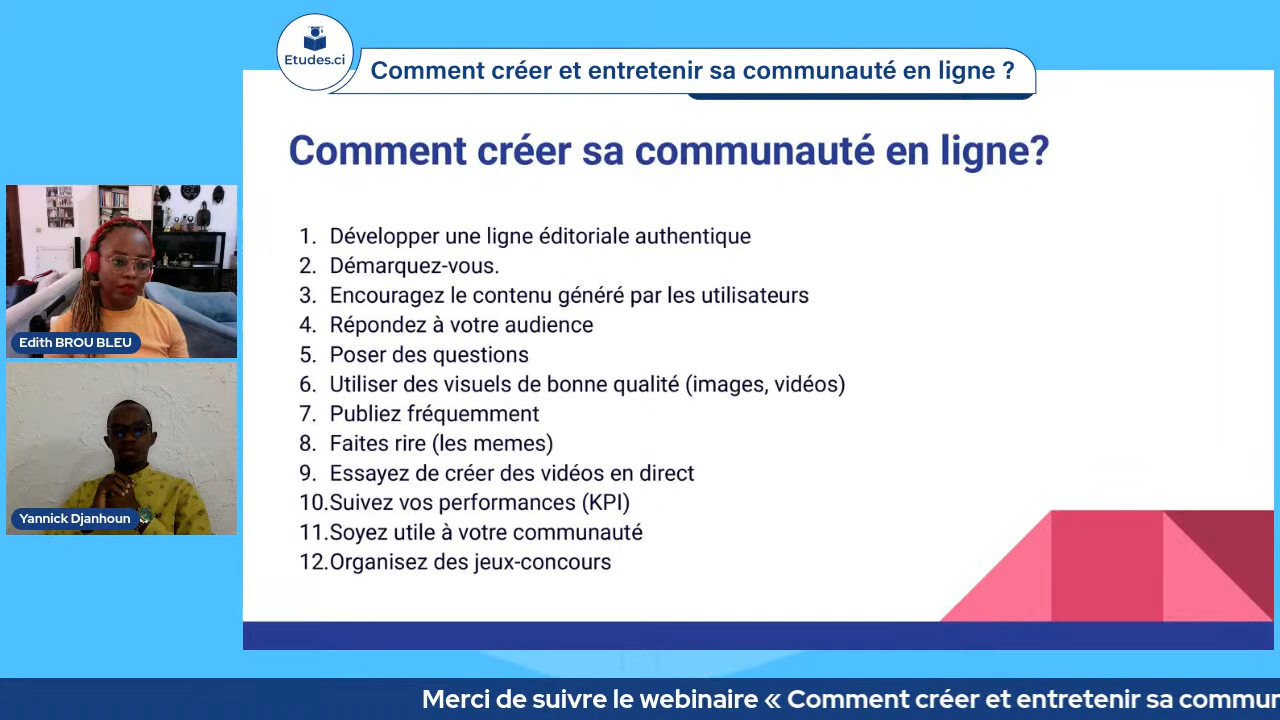 Etudes.ci
Comment créer et entretenir sa communauté en ligne ?
Comment créer sa communauté en ligne?
1. Développer une ligne éditoriale authentique
2. Démarquez-vous.
3. Encouragez le contenu généré par les utilisateurs
4. Répondez à votre audience
5. Poser des questions
6. Utiliser des visuels de bonne qualité (images, vidéos)
7. Publiez fréquemment
8. Faites rire (les memes)
9. Essayez de créer des vidéos en direct
10.Suivez vos performances (KPI)
11.Soyez utile à votre communauté
12.Organisez des jeux-concours
Edith BROU BLEU
Yannick Djanhoun
Merci de suivre le webinaire « Comment créer et entretenir sa commun